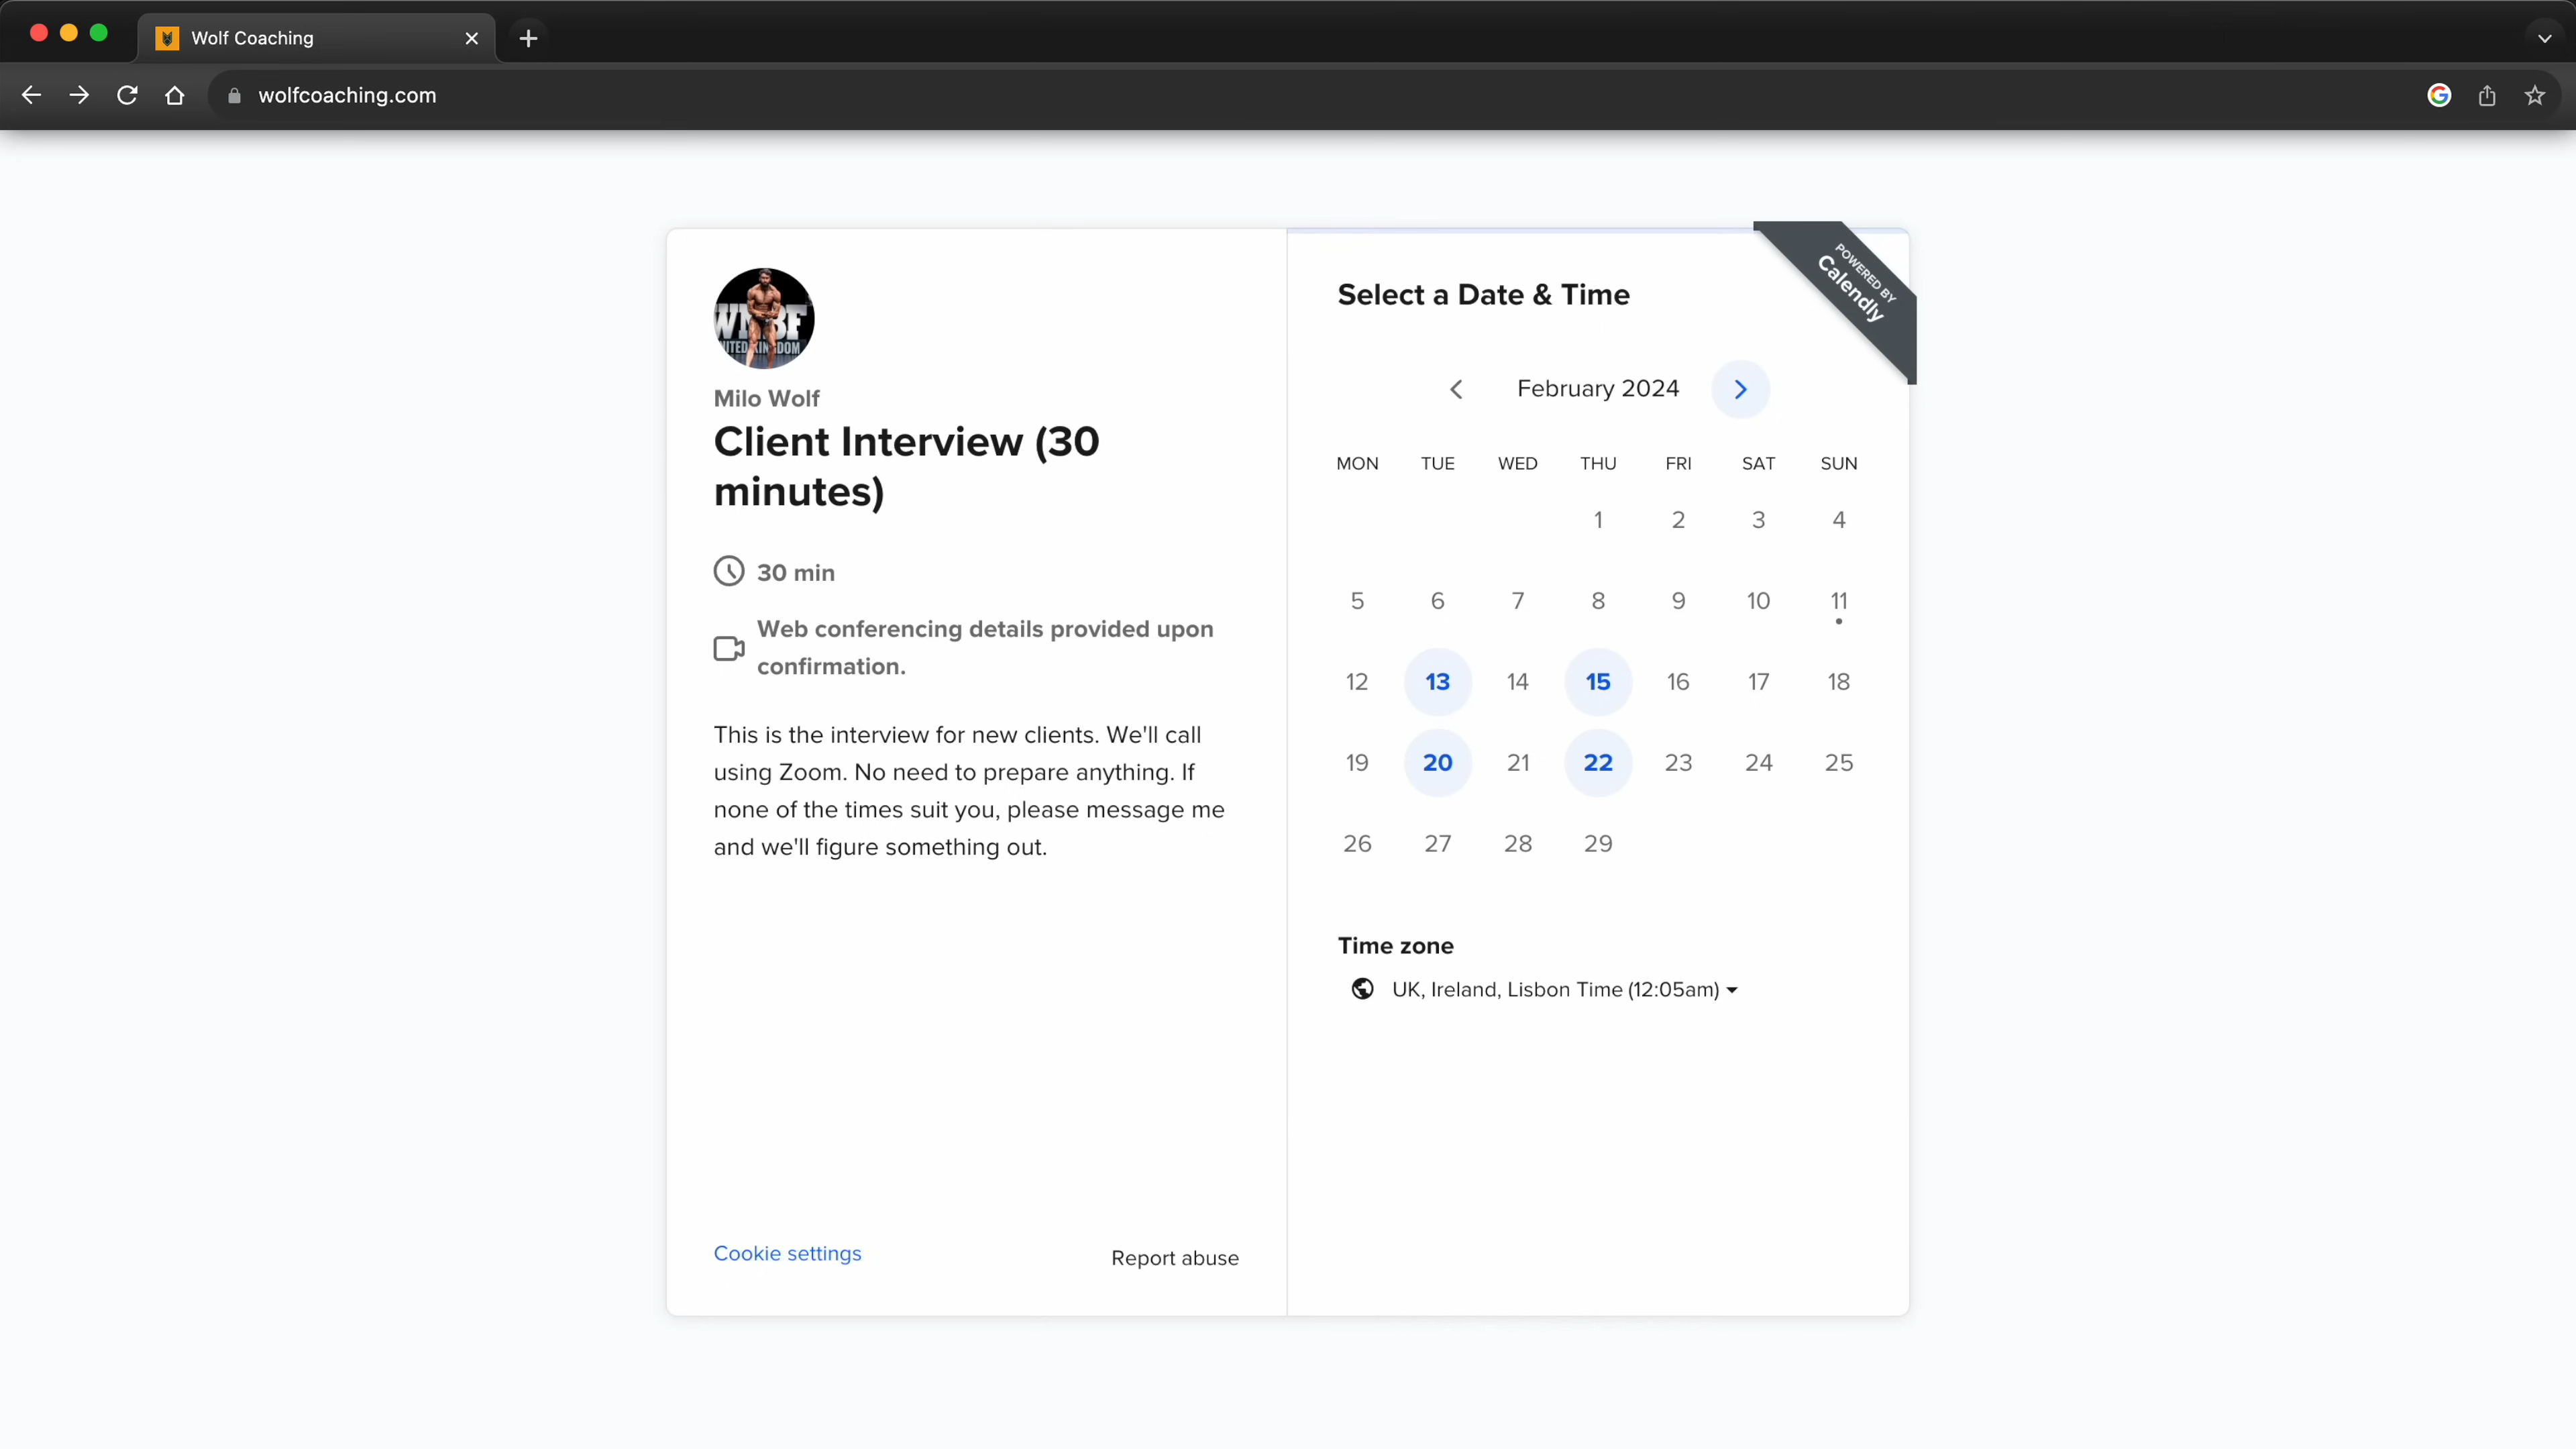 Wolf Coaching
wolfcoaching.com
WNBF
UNITED KINGDOM
Milo Wolf
Client Interview (30
minutes)
30 min
Web conferencing details provided upon
confirmation.
This is the interview for new clients. We'll call
using Zoom. No need to prepare anything. If
none of the times suit you, please message me
and we'll figure something out.
Cookie settings
Report abuse
POWERED BY
Calendly
Select a Date & Time
February 2024
MON TUE WED THU FRI SAT SUN
1 2 3 4
5 6 7 8 9 10 11
12 13 14 15 16 17 18
19 20 21 22 23 24 25
26 27 28 29
Time zone
UK, Ireland, Lisbon Time (12:05am)